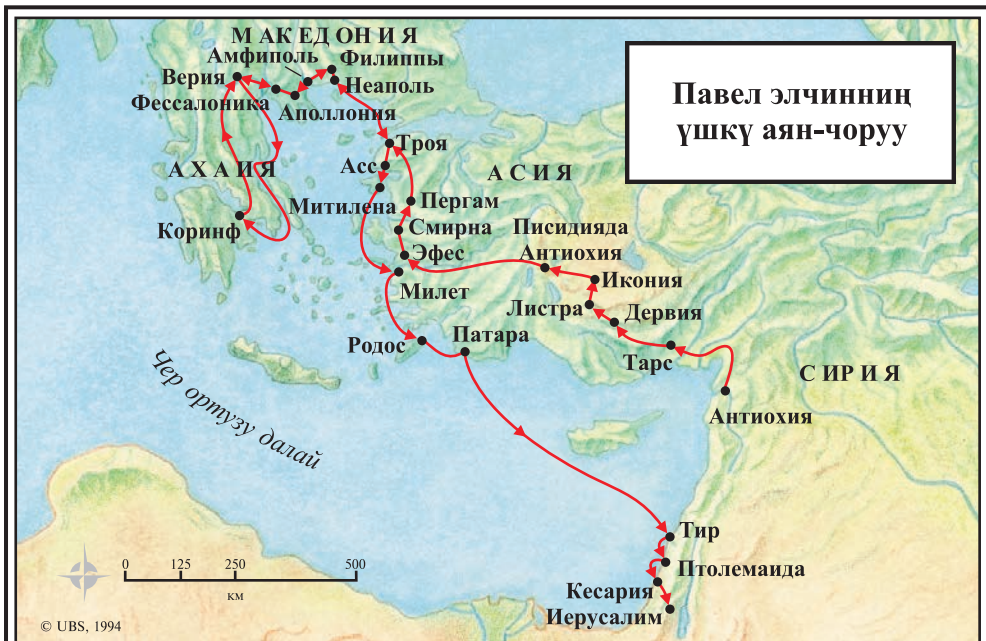 Павел элчинниң
үшкү аян-чоруу
МАКЕДОНИЯ
Амфиполь
Филиппы
Верия
Неаполь
Фессалоника
Аполлония
Троя
АХАИЯ
Асс
АСИЯ
Митилена
Пергам
Коринф
Смирна
Писидияда
Антиохия
Эфес
Икония
Милет
Листра
Дервия
Родос
Патара
Тарс
СИРИЯ
Антиохия
Чер ортузу далай
Тир
Птолемаида
Кесария
Иерусалим
0 125 250 500
км
© UBS, 1994